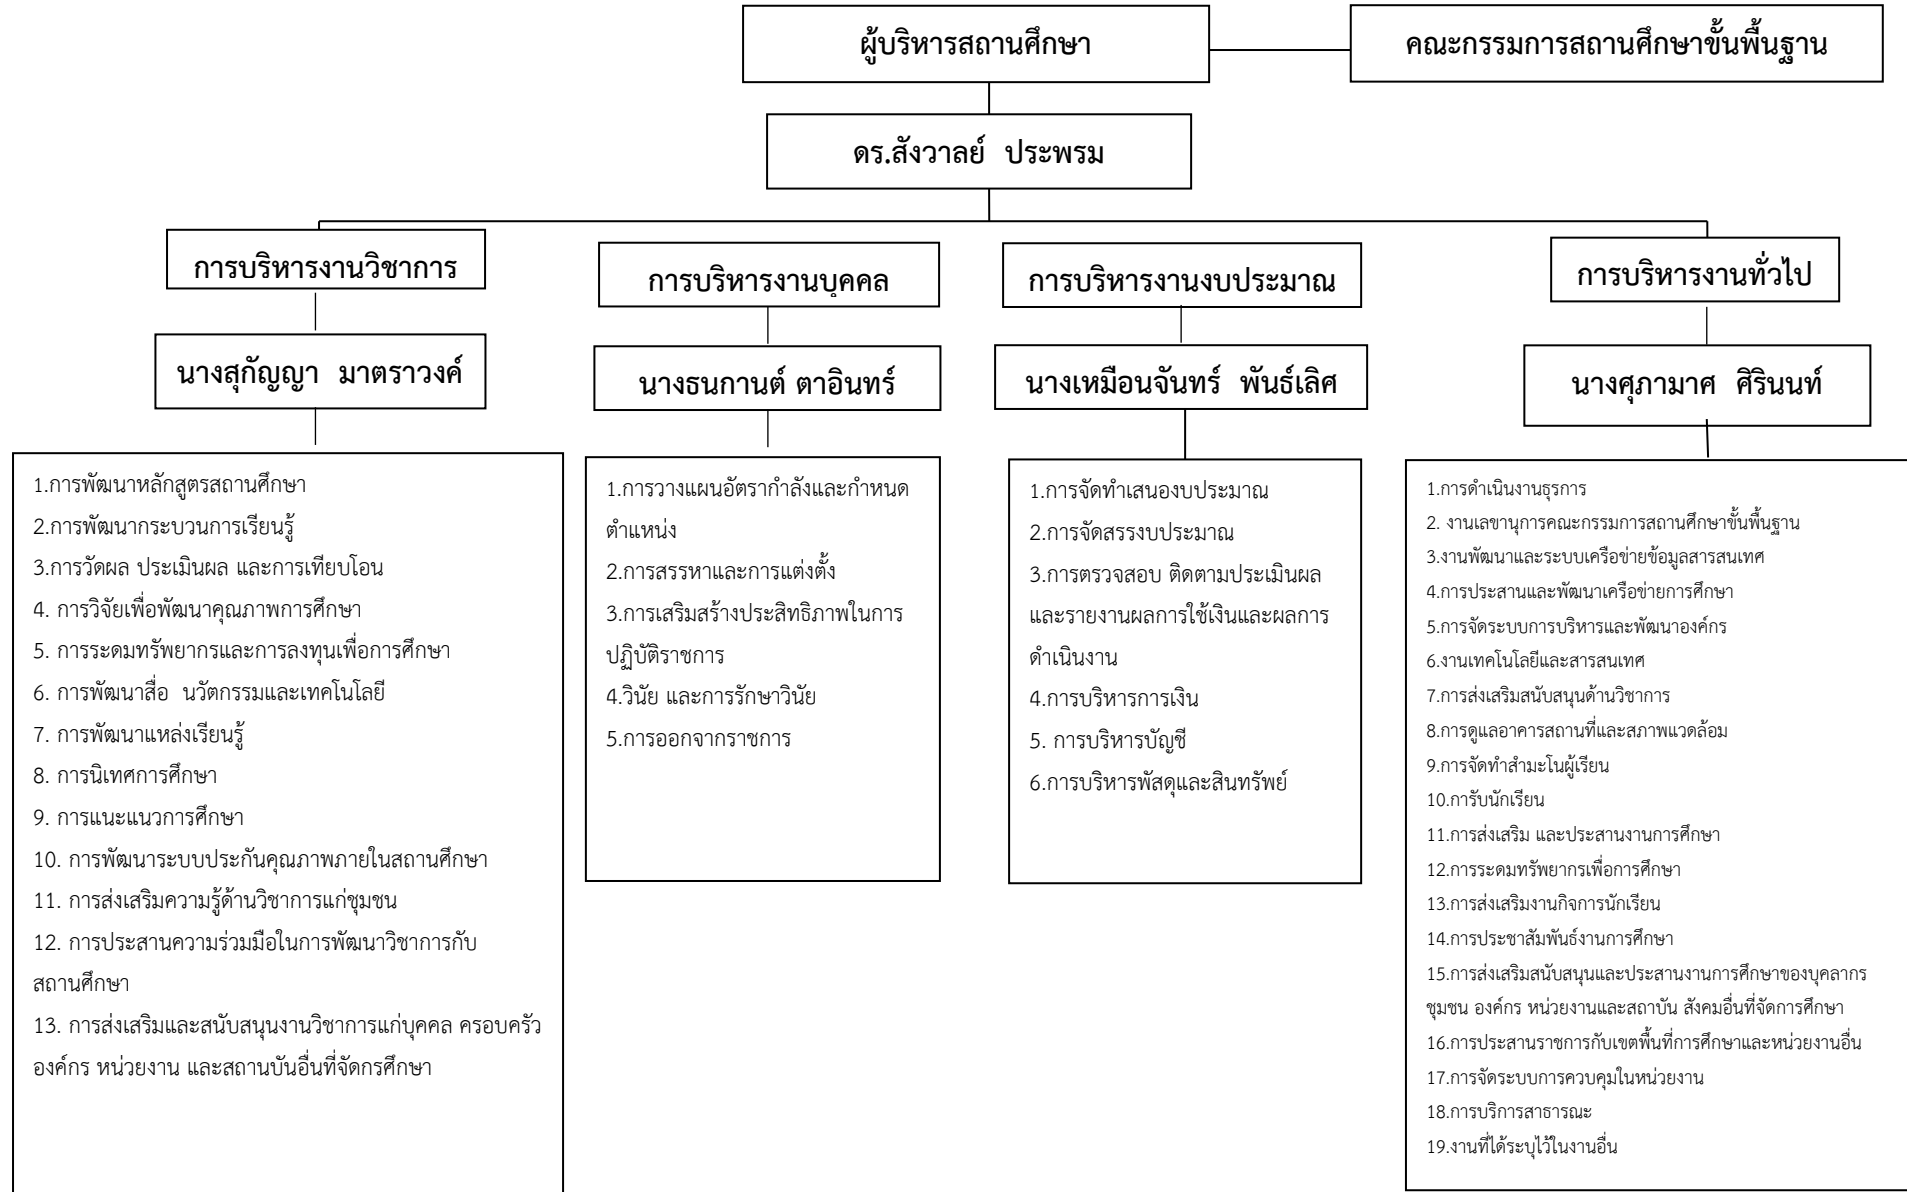 ผู้บริหารสถานศึกษา
คณะกรรมการสถานศึกษาขั้นพื้นฐาน
ดร.สังวาลย์  ประพรม
การบริหารงานวิชาการ
นางสุกัญญา  มาตราวงค์
1.การพัฒนาหลักสูตรสถานศึกษา
2.การพัฒนากระบวนการเรียนรู้
3.การวัดผล ประเมินผล และการเทียบโอน
4. การวิจัยเพื่อพัฒนาคุณภาพการศึกษา
5. การระดมทรัพยากรและการลงทุนเพื่อการศึกษา
6. การพัฒนาสื่อ  นวัตกรรมและเทคโนโลยี
7. การพัฒนาแหล่งเรียนรู้
8. การนิเทศการศึกษา
9. การแนะแนวการศึกษา
10. การพัฒนาระบบประกันคุณภาพภายในสถานศึกษา
11. การส่งเสริมความรู้ด้านวิชาการแก่ชุมชน
12. การประสานความร่วมมือในการพัฒนาวิชาการกับ
สถานศึกษา
13. การส่งเสริมและสนับสนุนงานวิชาการแก่บุคคล ครอบครัว
องค์กร หน่วยงาน และสถานบันอื่นที่จัดกรศึกษา
การบริหารงานบุคคล
นางธนกานต์ ตาอินทร์
1.การวางแผนอัตรากำลังและกำหนด
ตำแหน่ง
2.การสรรหาและการแต่งตั้ง
3.การเสริมสร้างประสิทธิภาพในการ
ปฏิบัติราชการ
4.วินัย และการรักษาวินัย
5.การออกจากราชการ
การบริหารงานงบประมาณ
นางเหมือนจันทร์  พันธ์เลิศ
1.การจัดทำเสนองบประมาณ
2.การจัดสรรงบประมาณ
3.การตรวจสอบ ติดตามประเมินผล
และรายงานผลการใช้เงินและผลการ
ดำเนินงาน
4.การบริหารการเงิน
5. การบริหารบัญชี
6.การบริหารพัสดุและสินทรัพย์
การบริหารงานทั่วไป
นางศุภามาศ  ศิรินนท์
1.การดำเนินงานธุรการ
2. งานเลขานุการคณะกรรมการสถานศึกษาขั้นพื้นฐาน
3.งานพัฒนาและระบบเครือข่ายข้อมูลสารสนเทศ
4.การประสานและพัฒนาเครือข่ายการศึกษา
5.การจัดระบบการบริหารและพัฒนาองค์กร
6.งานเทคโนโลยีและสารสนเทศ
7.การส่งเสริมสนับสนุนด้านวิชาการ
8.การดูแลอาคารสถานที่และสภาพแวดล้อม
9.การจัดทำสำมะโนผู้เรียน
10.การับนักเรียน
11.การส่งเสริม และประสานงานการศึกษา
12.การระดมทรัพยากรเพื่อการศึกษา
13.การส่งเสริมงานกิจการนักเรียน
14.การประชาสัมพันธ์งานการศึกษา
15.การส่งเสริมสนับสนุนและประสานงานการศึกษาของบุคลากร
ชุมชน องค์กร หน่วยงานและสถาบัน สังคมอื่นที่จัดการศึกษา
16.การประสานราชการกับเขตพื้นที่การศึกษาและหน่วยงานอื่น
17.การจัดระบบการควบคุมในหน่วยงาน
18.การบริการสาธารณะ
19.งานที่ได้ระบุไว้ในงานอื่น